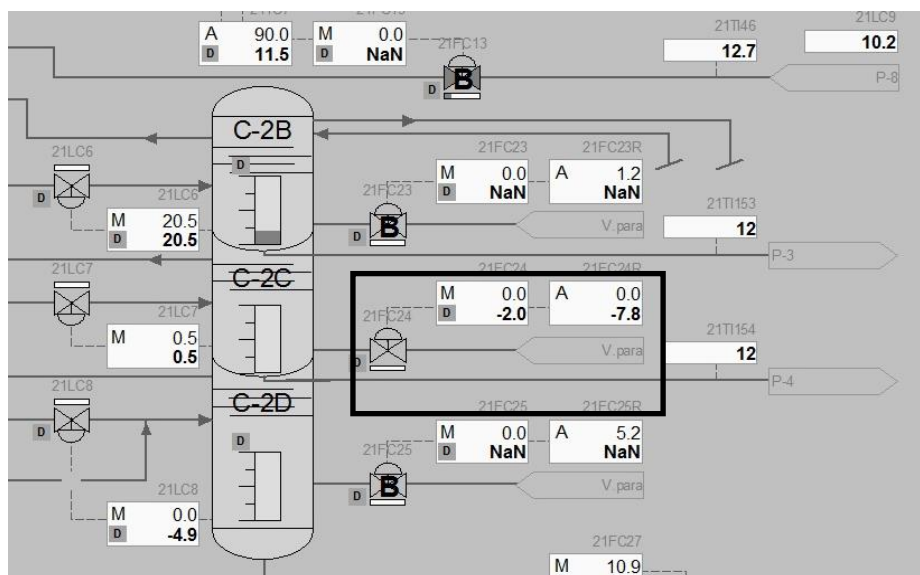 A 90.0
D 11.5
M 0.0
D NaN
21FC13
B
D
21TI46
12.7
21LC9
10.2
P-8
C-2B
D
21LC6
D
21LC6
M 20.5
D 20.5
21FC23
M 0.0
D NaN
21FC23R
A 1.2
NaN
21FC23
B
D
V.para
21TI153
12
P-3
21LC7
C-2C
21LC7
M 0.5
0.5
21FC24
M 0.0
D -2.0
21FC24R
A 0.0
-7.8
21FC24
D
V.para
21TI154
12
P-4
21LC8
D
C-2D
D
21LC8
M 0.0
D -4.9
21FC25
M 0.0
D NaN
21FC25R
A 5.2
NaN
21FC25
B
D
V.para
21FC27
M 10.9